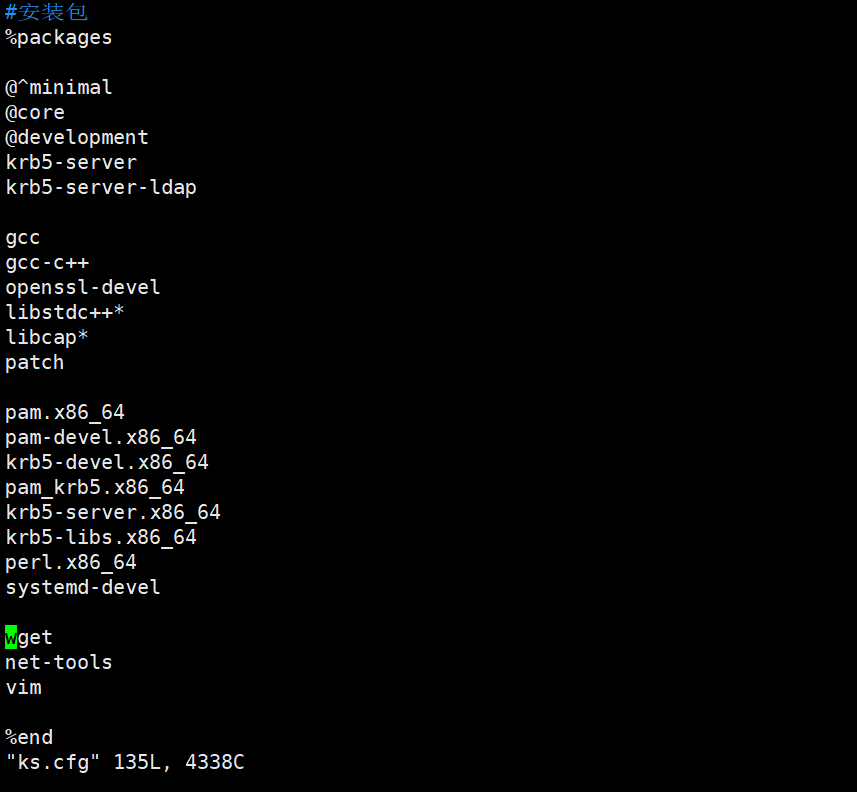 #安装包
%packages
@^minimal
@core
@development
krb5-server
krb5-server-ldap
gcc
gcc-c++
openssl-devel
libstdc++*
libcap*
patch
pam.x86_64
pam-devel.x86_64
krb5-devel.x86_64
pam_krb5.x86_64
krb5-server.x86_64
krb5-libs.x86_64
perl.x86_64
systemd-devel
wget
net-tools
vim
%end
"ks.cfg" 135L, 4338C